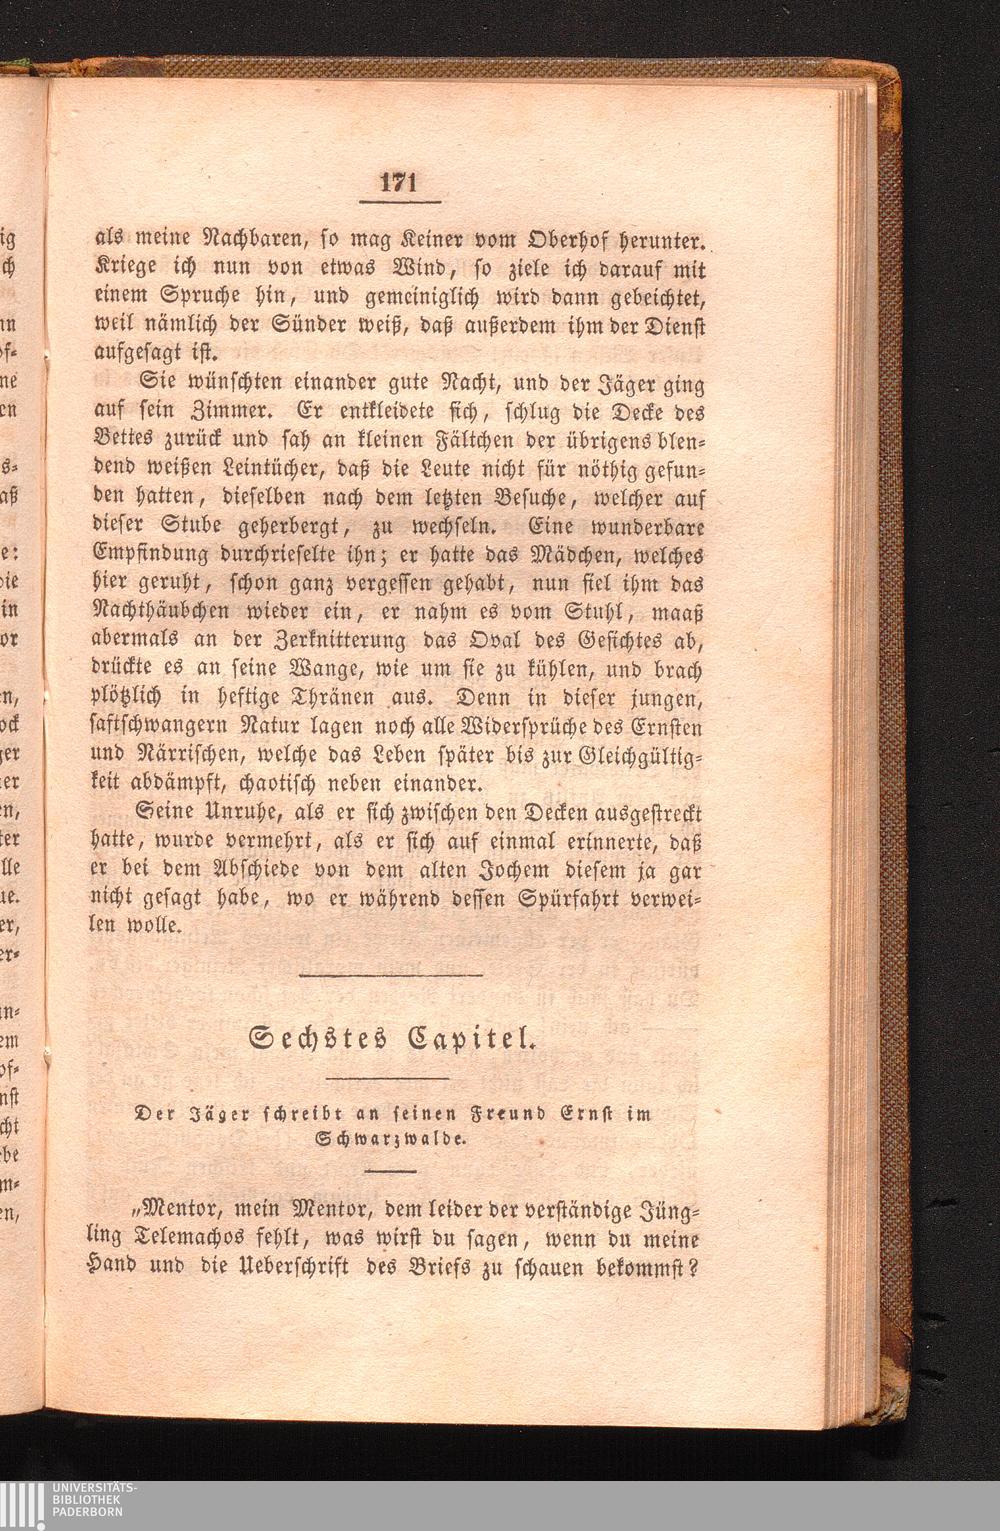 171
als meine Nachbaren, so mag Keiner vom Oberhof herunter.
Kriege ich nun von etwas Wind, so ziele ich darauf mit
einem Spruche hin, und gemeiniglich wird dann gebeichtet,
weil nämlich der Sünder weiß, daß außerdem ihm der Dienst
aufgesagt ist.
Sie wünschten einander gute Nacht, und der Jäger ging
auf sein Zimmer. Er entkleidete sich, schlug die Decke des
Bettes zurück und sah an kleinen Fältchen der übrigens blen-
dend weißen Leintücher, daß die Leute nicht für nöthig gefun-
den hatten, dieselben nach dem letzten Besuche, welcher auf
dieser Stube geherbergt, zu wechseln. Eine wunderbare
Empfindung durchrieselte ihn; er hatte das Mädchen, welches
hier geruht, schon ganz vergessen gehabt, nun fiel ihm das
Nachthäubchen wieder ein, er nahm es vom Stuhl, maaß
abermals an der Zerknitterung das Oval des Gesichtes ab,
drückte es an seine Wange, wie um sie zu kühlen, und brach
plötzlich in heftige Thränen aus. Denn in dieser jungen,
saftschwangern Natur lagen noch alle Widersprüche des Ernsten
und Närrischen, welche das Leben später bis zur Gleichgültig-
keit abdämpft, chaotisch neben einander.
Seine Unruhe, als er sich zwischen den Decken ausgestreckt
hatte, wurde vermehrt, als er sich auf einmal erinnerte, daß
er bei dem Abschiede von dem alten Jochem diesem ja gar
nicht gesagt habe, wo er während dessen Spürfahrt verwei-
len wolle.
Sechstes Capitel.
Der Jäger schreibt an seinen Freund Ernst im
Schwarzwalde.
„Mentor, mein Mentor, dem leider der verständige Jüng-
ling Telemachos fehlt, was wirst du sagen, wenn du meine
Hand und die Ueberschrift des Briefs zu schauen bekommst?
UNIVERSITÄTS-
BIBLIOTHEK
PADERBORN